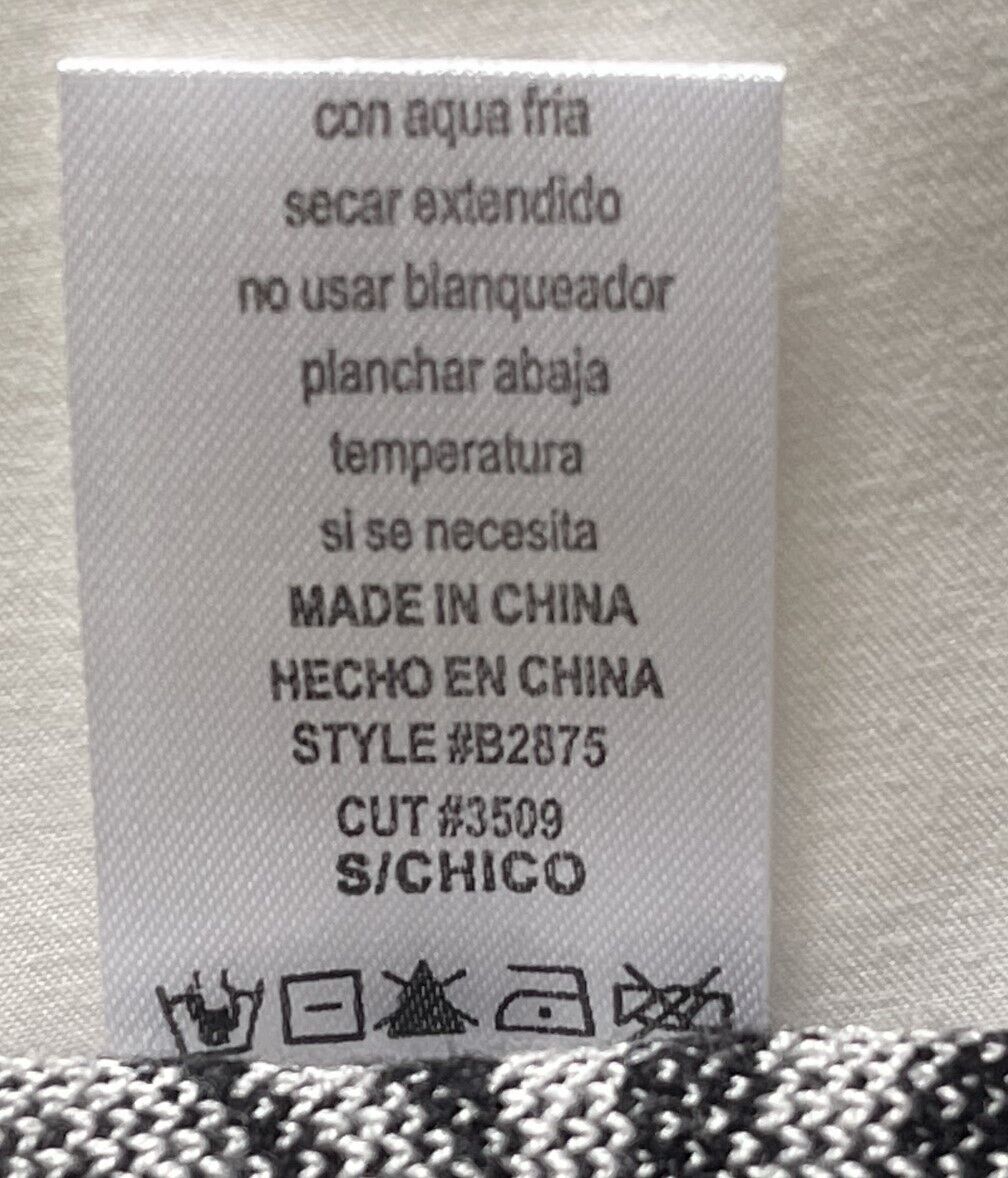 con aqua fria
secar extendido
no usar blanqueador
planchar abaja
temperatura
si se necesita
MADE IN CHINA
HECHO EN CHINA
STYLE #B2875
CUT #3509
S/CHICO